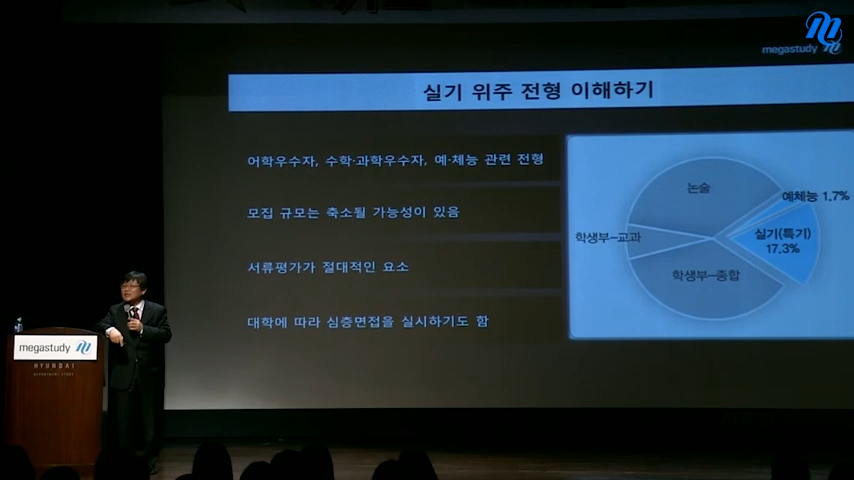 megastudy
실기 위주 전형 이해하기
어학우수자, 수학·과학우수자, 예·체능 관련 전형
모집 규모는 축소될 가능성이 있음
서류평가가 절대적인 요소
대학에 따라 심층면접을 실시하기도 함
논술
예체능 1.7%
실기(특기)
17.3%
학생부-교과
학생부-종합
megastudy
HYUNDAI
DEPARTMENT STORE